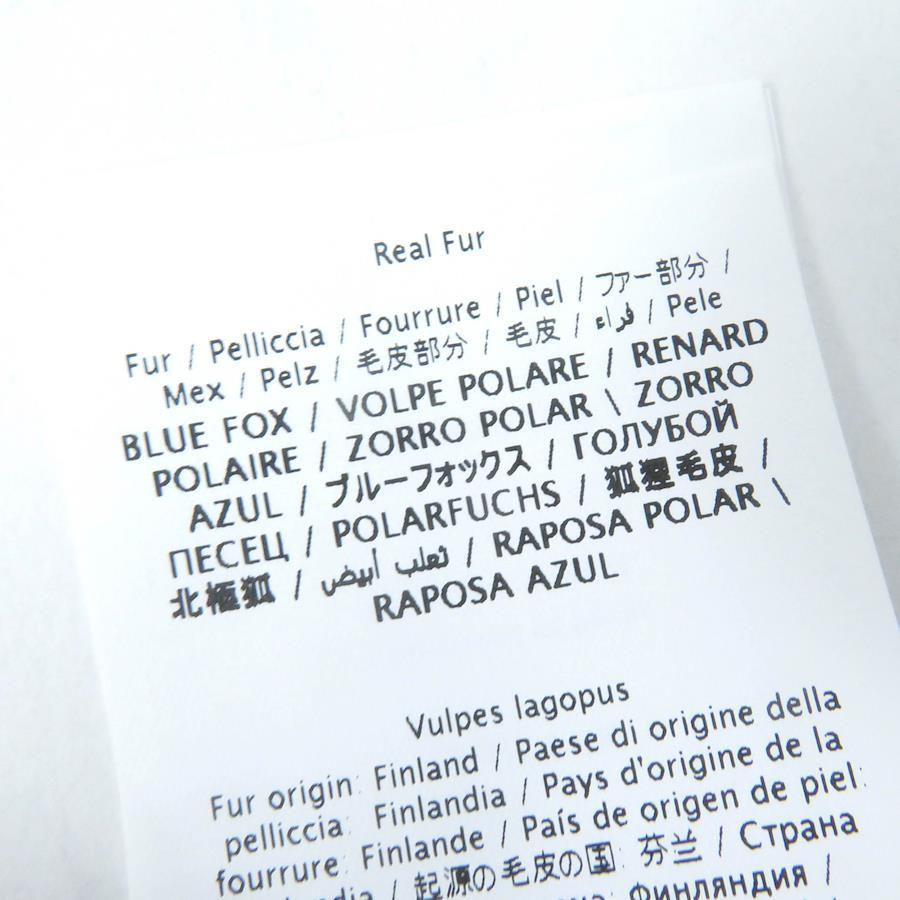 Real Fur
Fur / Pelliccia / Fourrure / Piel / ファー部分 /
Mex / Pelz / 毛皮部分 / 毛皮 / فراء / Pele
BLUE FOX / VOLPE POLARE / RENARD
POLAIRE / ZORRO POLAR \ ZORRO
AZUL / ブルーフォックス / ГОЛУБОЙ
ПЕСЕЦ / POLARFUCHS / 狐狸毛皮 /
北極狐 / ثعلب أبيض / RAPOSA POLAR \
RAPOSA AZUL
Vulpes lagopus
Fur origin: Finland / Paese di origine della
pelliccia: Finlandia / Pays d'origine de la
fourrure: Finlande / País de origen de piel:
/ 起源の毛皮の国: 芬兰 / Страна
Финляндия /